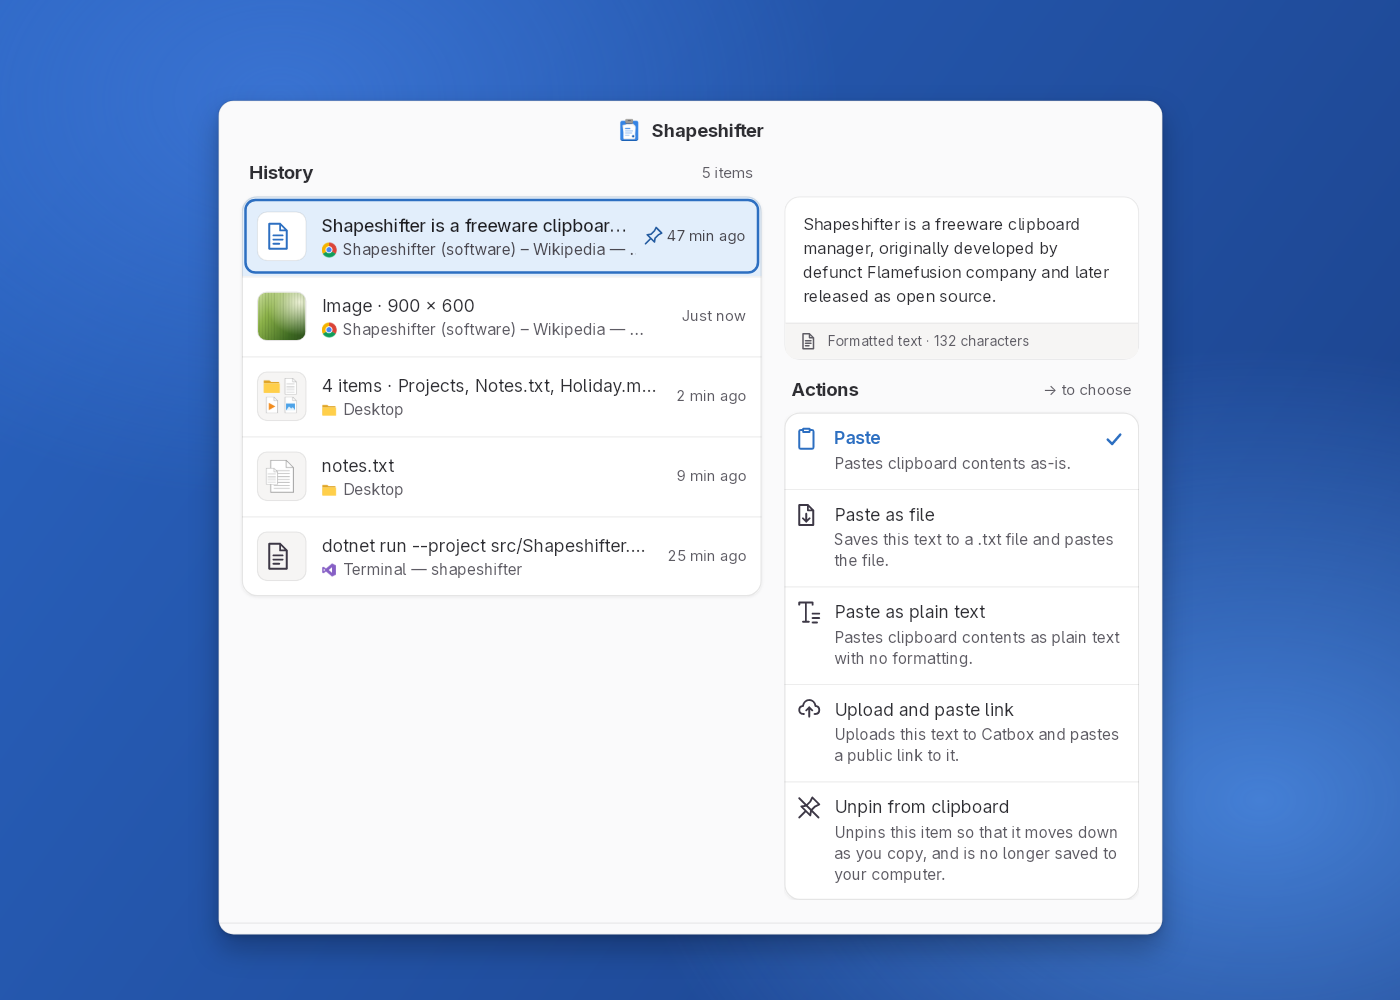 Shapeshifter
History
5 items
Shapeshifter is a freeware clipboar…
Shapeshifter (software) – Wikipedia — .
47 min ago
Image · 900 × 600
Shapeshifter (software) – Wikipedia — …
Just now
4 items · Projects, Notes.txt, Holiday.m…
Desktop
2 min ago
notes.txt
Desktop
9 min ago
dotnet run --project src/Shapeshifter.…
Terminal — shapeshifter
25 min ago
Shapeshifter is a freeware clipboard
manager, originally developed by
defunct Flamefusion company and later
released as open source.
Formatted text · 132 characters
Actions
→ to choose
Paste
Pastes clipboard contents as-is.
Paste as file
Saves this text to a .txt file and pastes
the file.
Paste as plain text
Pastes clipboard contents as plain text
with no formatting.
Upload and paste link
Uploads this text to Catbox and pastes
a public link to it.
Unpin from clipboard
Unpins this item so that it moves down
as you copy, and is no longer saved to
your computer.